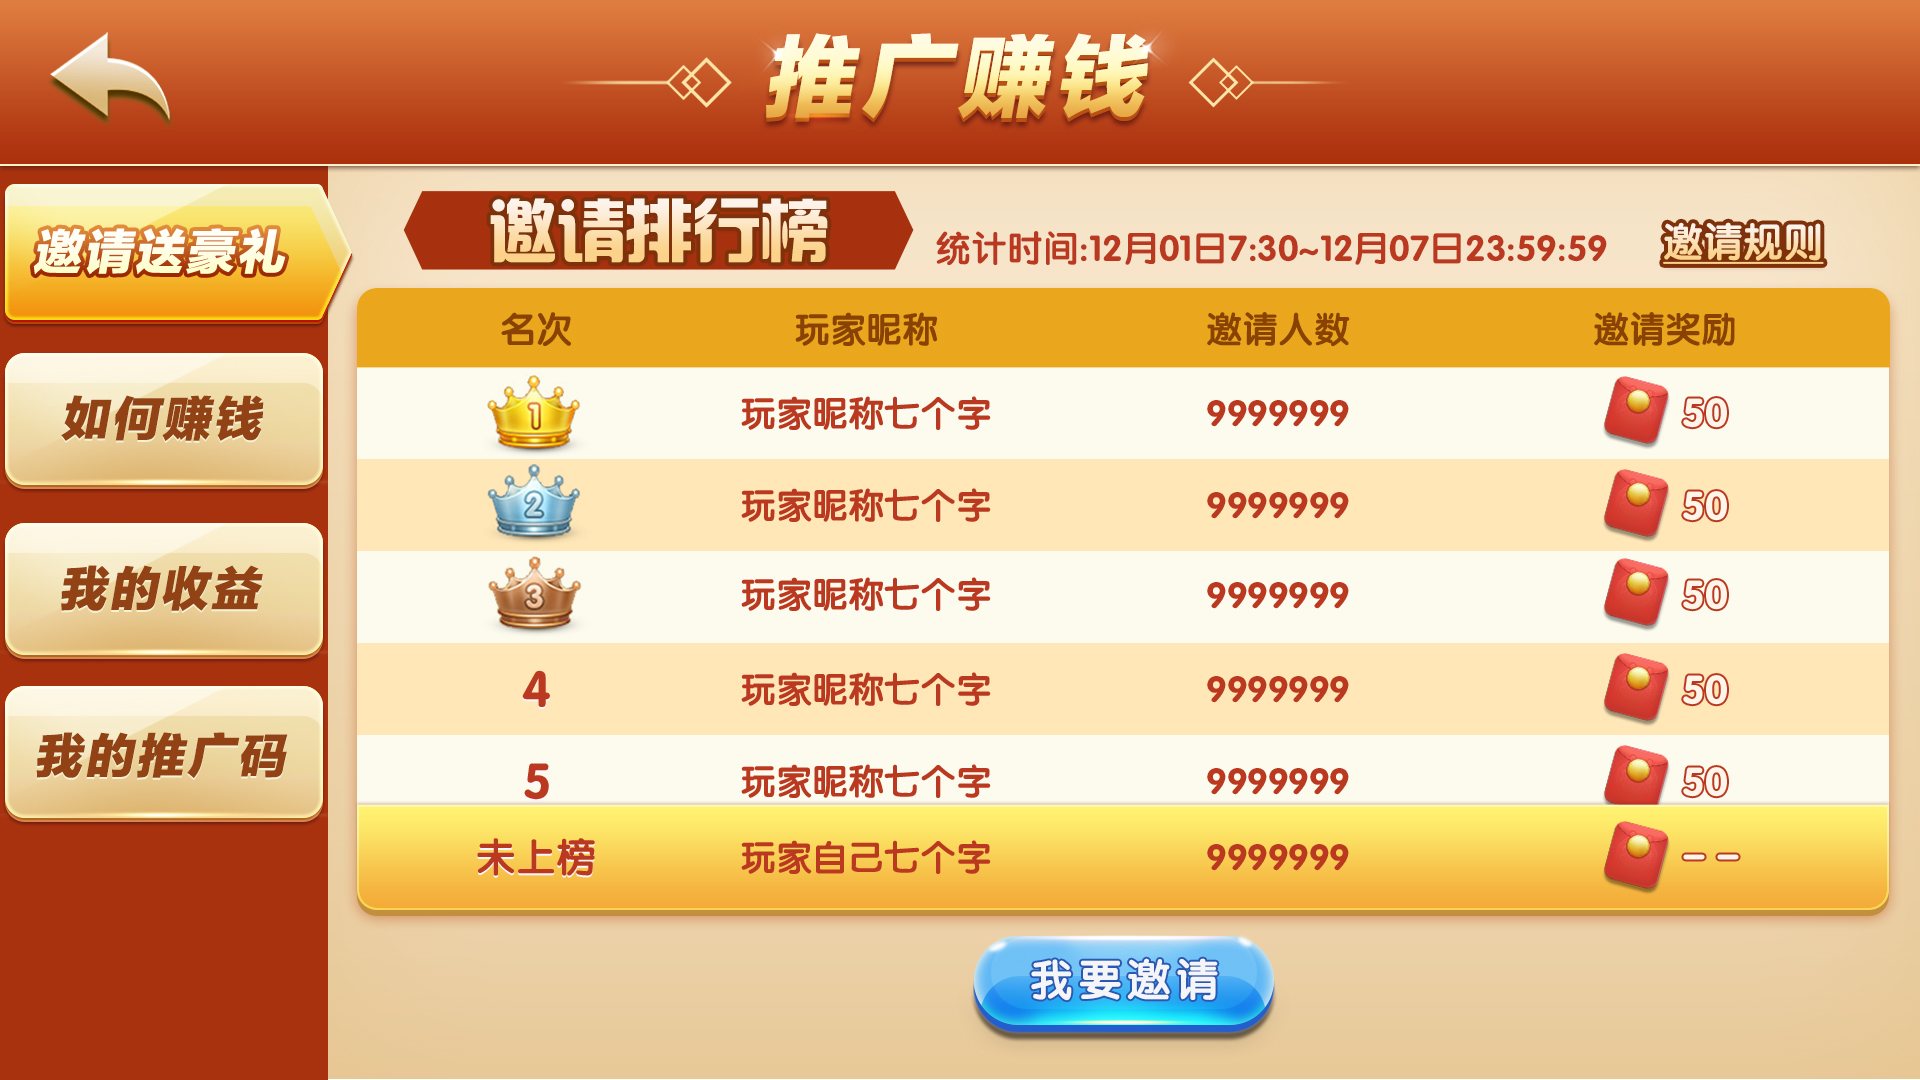 推广赚钱
邀请送豪礼
如何赚钱
我的收益
我的推广码
邀请排行榜
统计时间:12月01日7:30~12月07日23:59:59
邀请规则
名次 玩家昵称 邀请人数 邀请奖励
1 玩家昵称七个字 9999999 50
2 玩家昵称七个字 9999999 50
3 玩家昵称七个字 9999999 50
4 玩家昵称七个字 9999999 50
5 玩家昵称七个字 9999999 50
未上榜 玩家自己七个字 9999999 – –
我要邀请